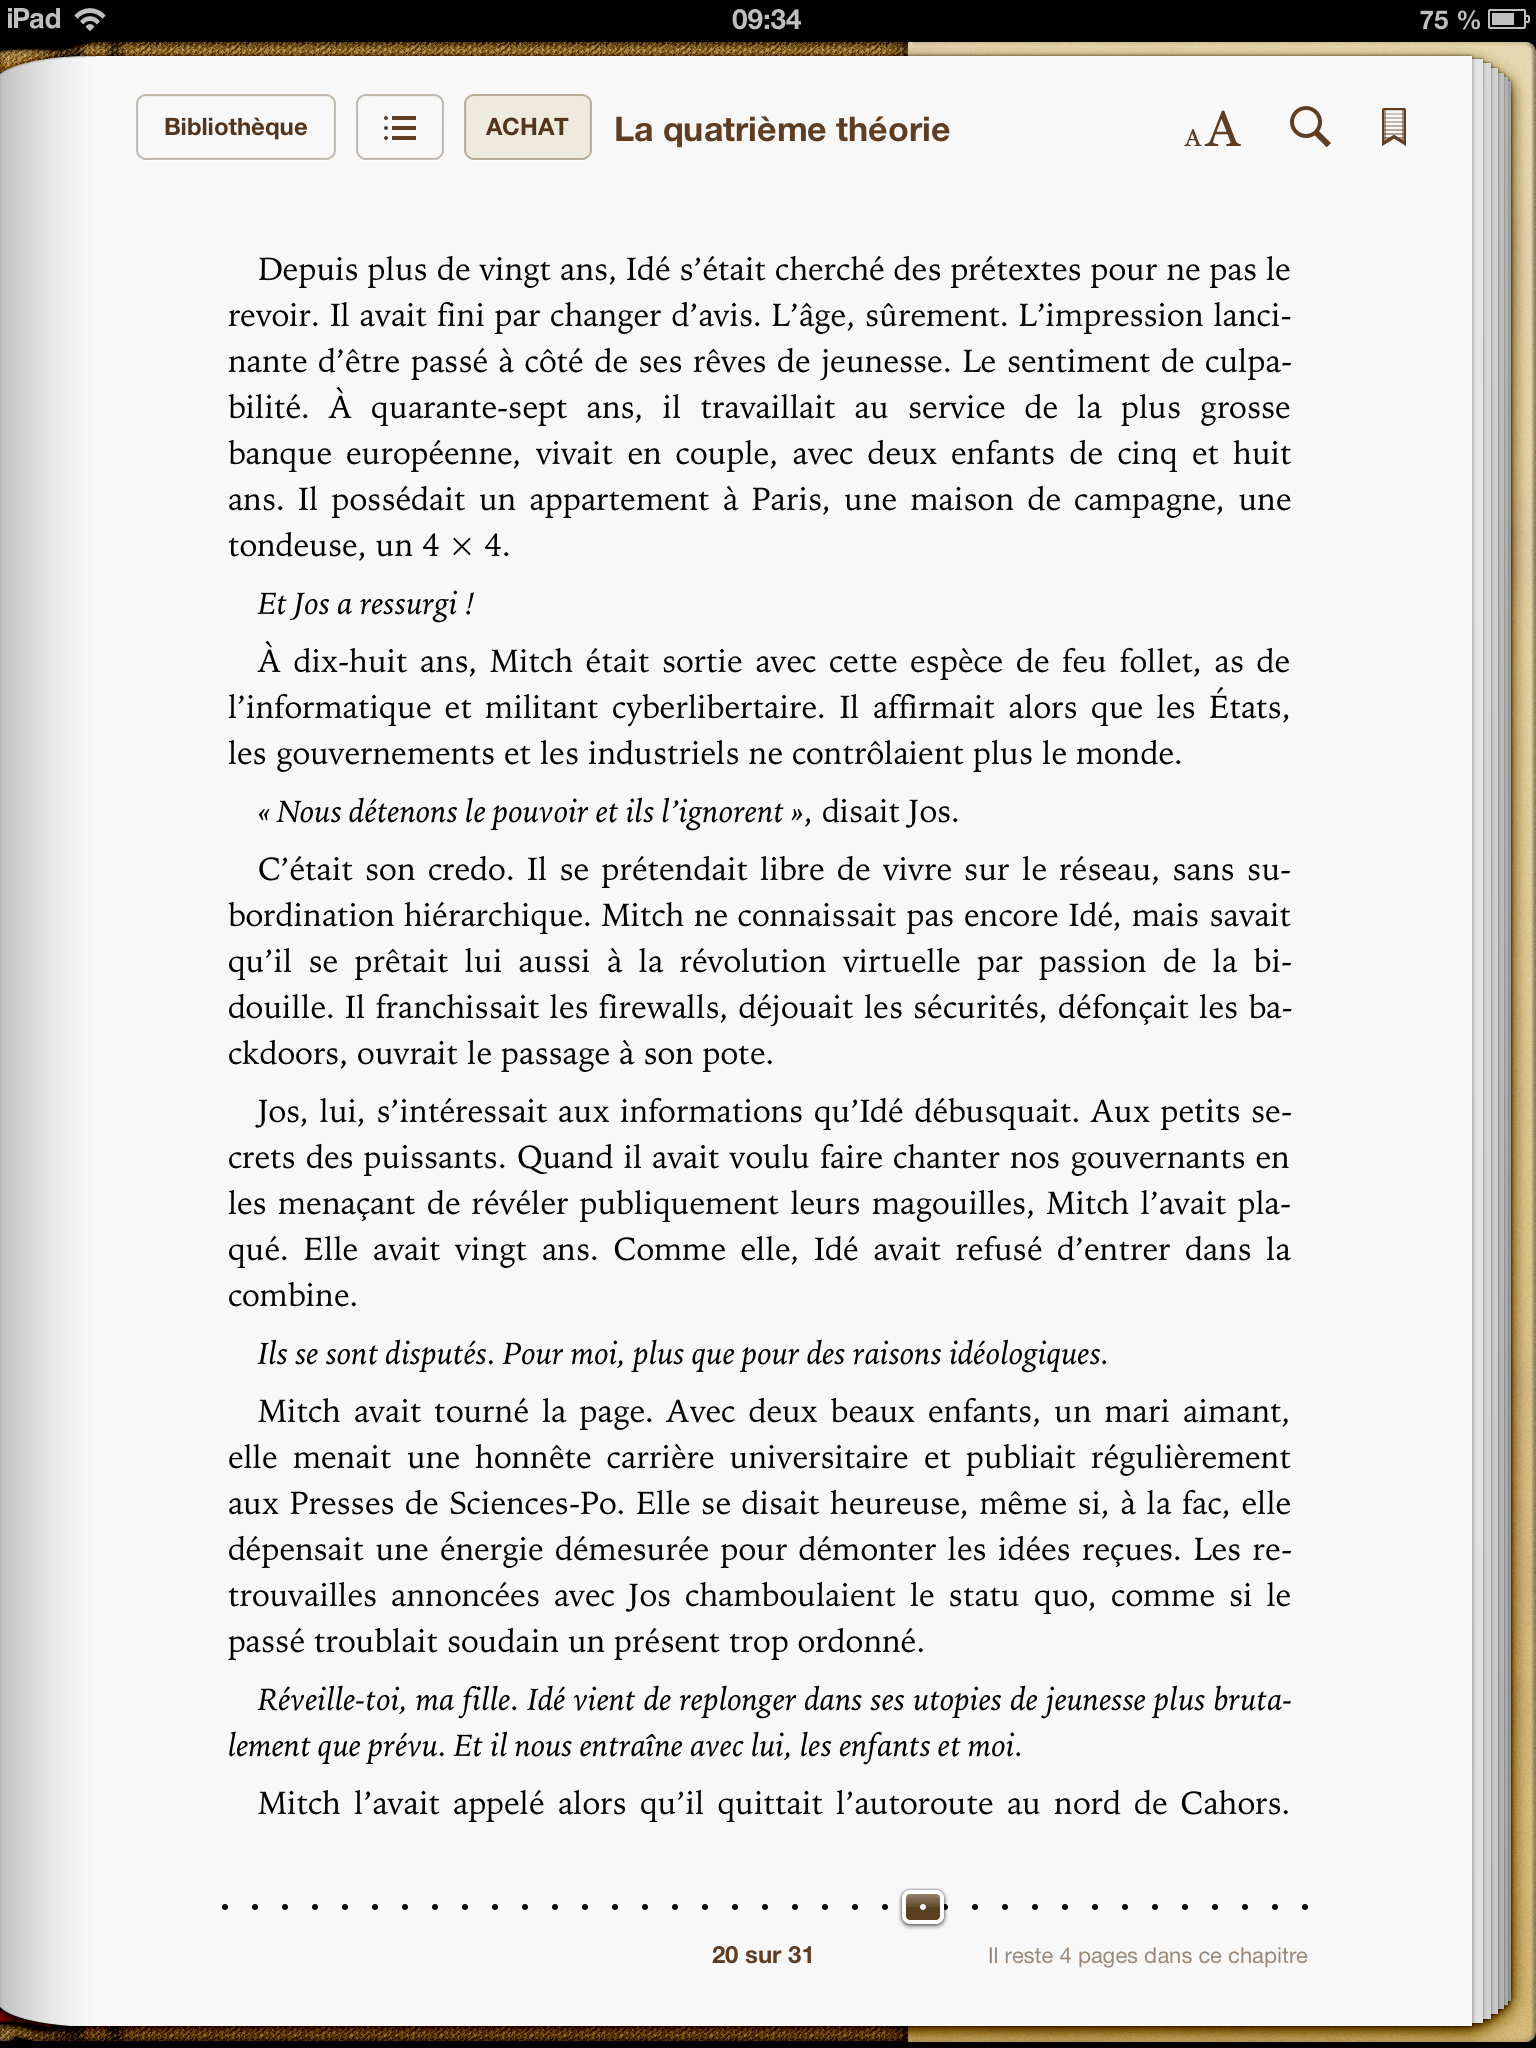 iPad 09:34 75 %
Bibliothèque ACHAT La quatrième théorie AA
Depuis plus de vingt ans, Idé s’était cherché des prétextes pour ne pas le
revoir. Il avait fini par changer d’avis. L’âge, sûrement. L’impression lanci-
nante d’être passé à côté de ses rêves de jeunesse. Le sentiment de culpa-
bilité. À quarante-sept ans, il travaillait au service de la plus grosse
banque européenne, vivait en couple, avec deux enfants de cinq et huit
ans. Il possédait un appartement à Paris, une maison de campagne, une
tondeuse, un 4 × 4.
Et Jos a ressurgi !
À dix-huit ans, Mitch était sortie avec cette espèce de feu follet, as de
l’informatique et militant cyberlibertaire. Il affirmait alors que les États,
les gouvernements et les industriels ne contrôlaient plus le monde.
« Nous détenons le pouvoir et ils l’ignorent », disait Jos.
C’était son credo. Il se prétendait libre de vivre sur le réseau, sans su-
bordination hiérarchique. Mitch ne connaissait pas encore Idé, mais savait
qu’il se prêtait lui aussi à la révolution virtuelle par passion de la bi-
douille. Il franchissait les firewalls, déjouait les sécurités, défonçait les ba-
ckdoors, ouvrait le passage à son pote.
Jos, lui, s’intéressait aux informations qu’Idé débusquait. Aux petits se-
crets des puissants. Quand il avait voulu faire chanter nos gouvernants en
les menaçant de révéler publiquement leurs magouilles, Mitch l’avait pla-
qué. Elle avait vingt ans. Comme elle, Idé avait refusé d’entrer dans la
combine.
Ils se sont disputés. Pour moi, plus que pour des raisons idéologiques.
Mitch avait tourné la page. Avec deux beaux enfants, un mari aimant,
elle menait une honnête carrière universitaire et publiait régulièrement
aux Presses de Sciences-Po. Elle se disait heureuse, même si, à la fac, elle
dépensait une énergie démesurée pour démonter les idées reçues. Les re-
trouvailles annoncées avec Jos chamboulaient le statu quo, comme si le
passé troublait soudain un présent trop ordonné.
Réveille-toi, ma fille. Idé vient de replonger dans ses utopies de jeunesse plus bruta-
lement que prévu. Et il nous entraîne avec lui, les enfants et moi.
Mitch l’avait appelé alors qu’il quittait l’autoroute au nord de Cahors.
20 sur 31 Il reste 4 pages dans ce chapitre